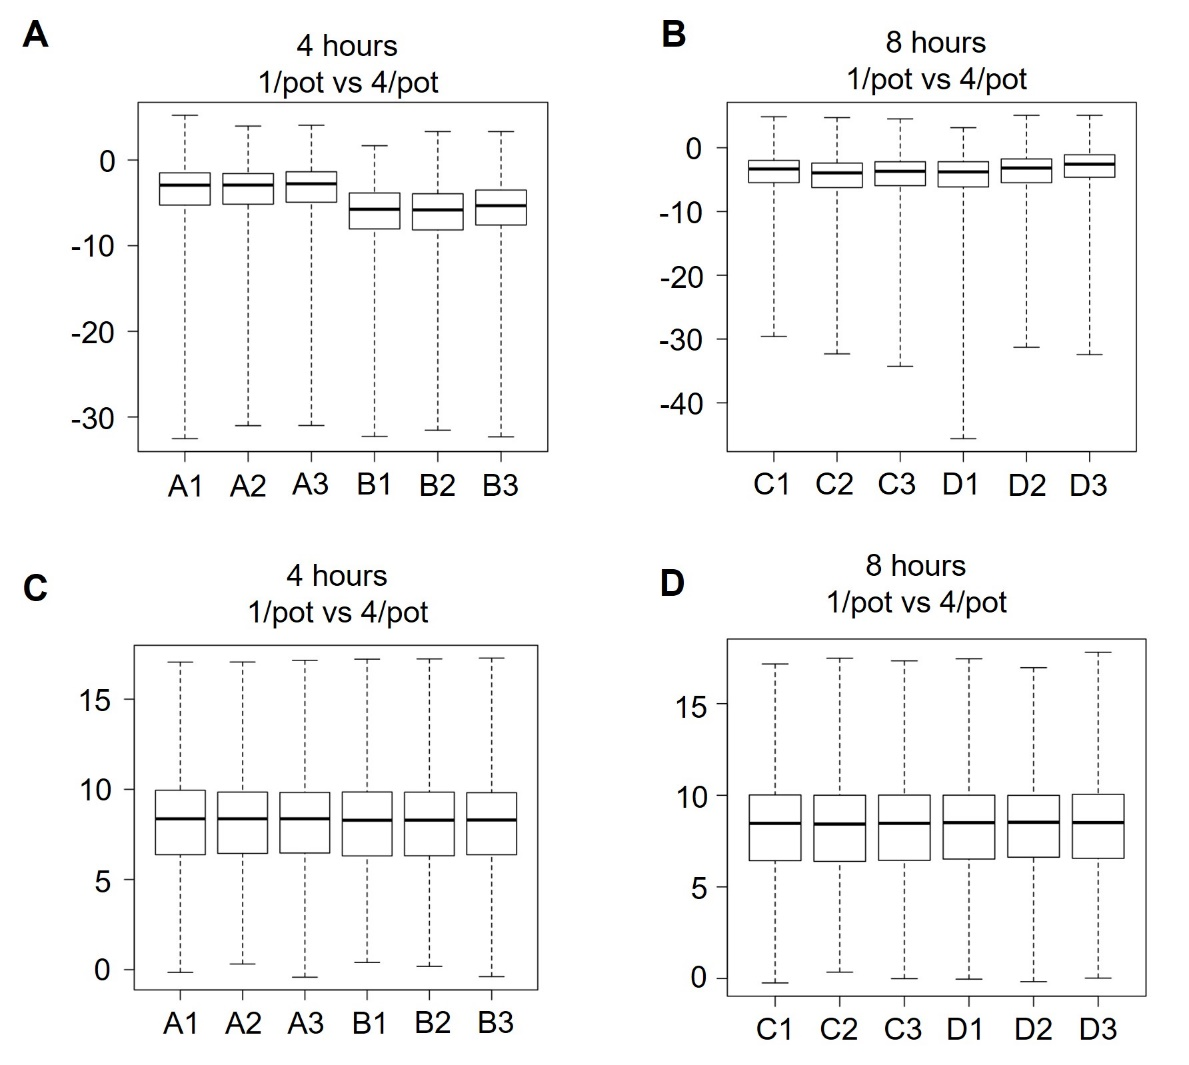 A
4 hours
1/pot vs 4/pot
0
-10
-20
-30
A1 A2 A3 B1 B2 B3
B
8 hours
1/pot vs 4/pot
0
-10
-20
-30
-40
C1 C2 C3 D1 D2 D3
C
4 hours
1/pot vs 4/pot
15
10
5
0
A1 A2 A3 B1 B2 B3
D
8 hours
1/pot vs 4/pot
15
10
5
0
C1 C2 C3 D1 D2 D3